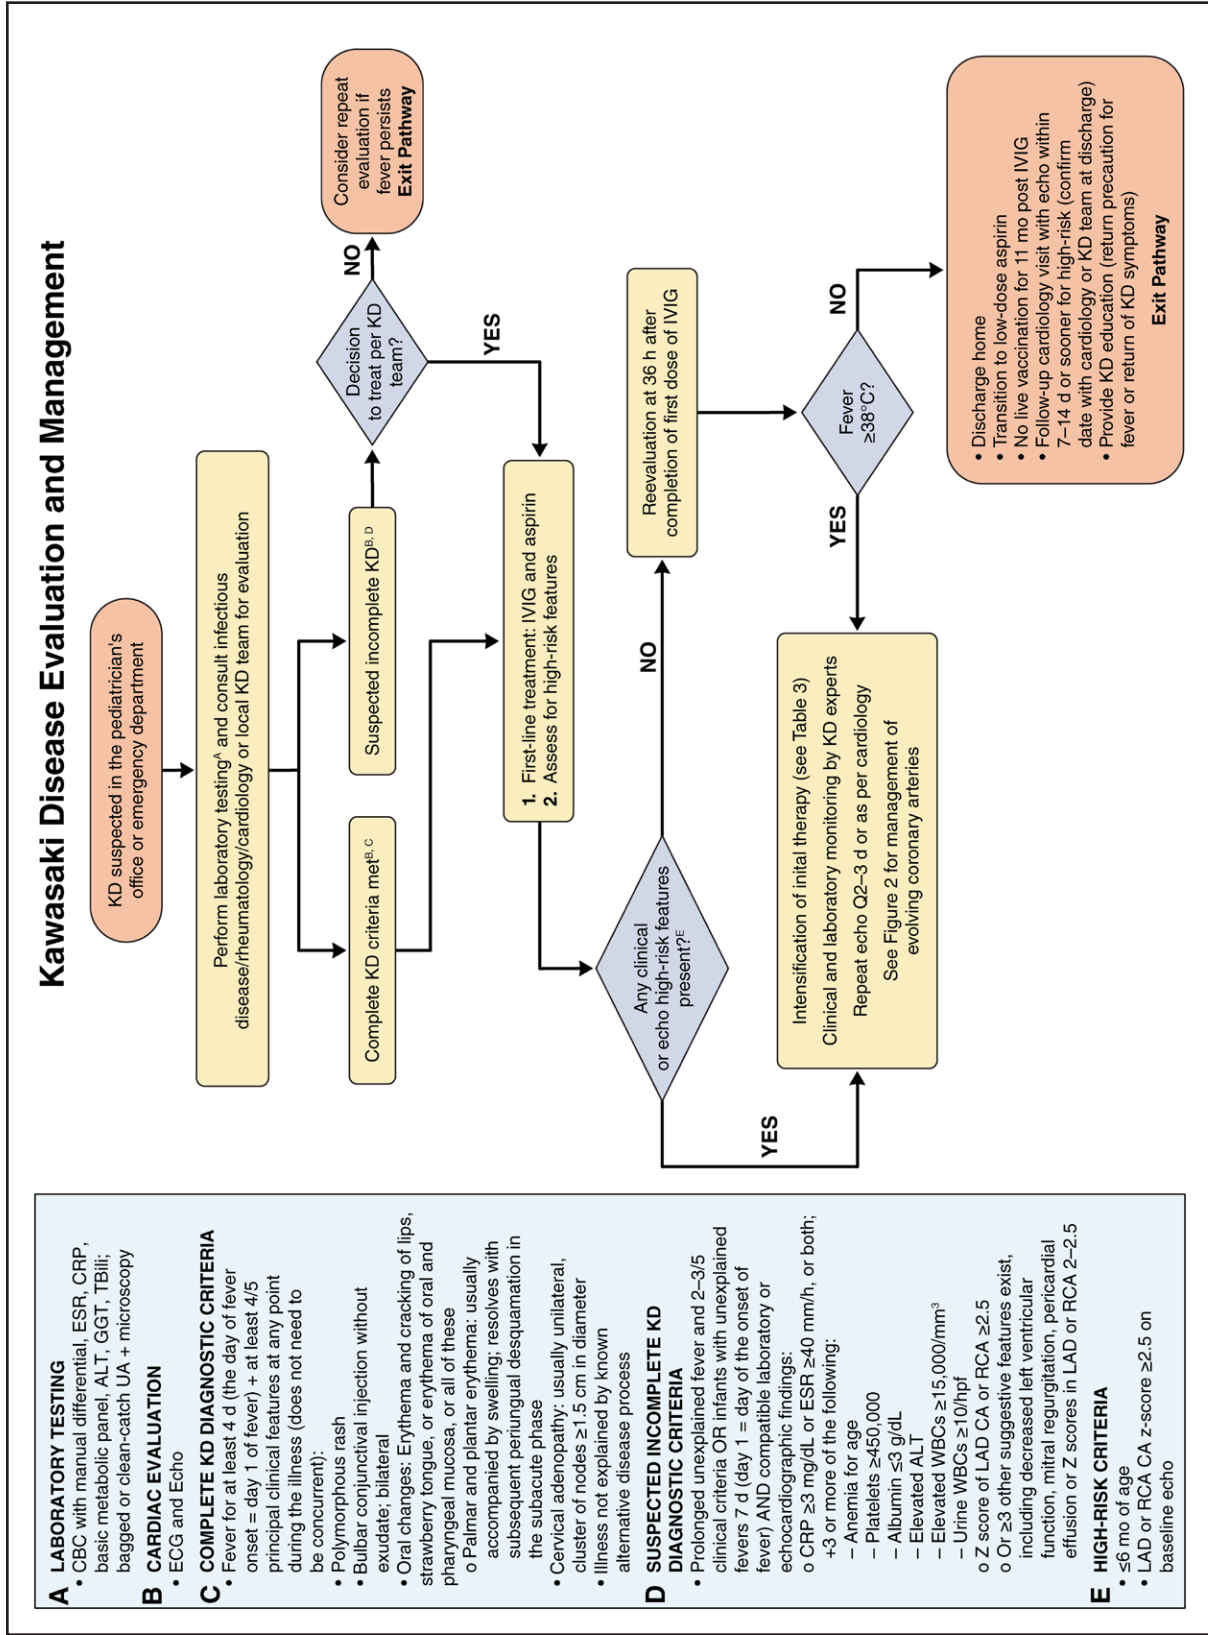 Kawasaki Disease Evaluation and Management
KD suspected in the pediatrician's
office or emergency department
Perform laboratory testingA and consult infectious
disease/rheumatology/cardiology or local KD team for evaluation
Complete KD criteria metB, C
Suspected incomplete KDB, D
Decision
to treat per KD
team?
NO
Consider repeat
evaluation if
fever persists
Exit Pathway
YES
1. First-line treatment: IVIG and aspirin
2. Assess for high-risk features
Any clinical
or echo high-risk features
present?E
NO
Reevaluation at 36 h after
completion of first dose of IVIG
YES
Fever
≥38°C?
YES
NO
Intensification of inital therapy (see Table 3)
Clinical and laboratory monitoring by KD experts
Repeat echo Q2–3 d or as per cardiology
See Figure 2 for management of
evolving coronary arteries
• Discharge home
• Transition to low-dose aspirin
• No live vaccination for 11 mo post IVIG
• Follow-up cardiology visit with echo within
7–14 d or sooner for high-risk (confirm
date with cardiology or KD team at discharge)
• Provide KD education (return precaution for
fever or return of KD symptoms)
Exit Pathway
A LABORATORY TESTING
• CBC with manual differential, ESR, CRP,
basic metabolic panel, ALT, GGT, TBili;
bagged or clean-catch UA + microscopy
B CARDIAC EVALUATION
• ECG and Echo
C COMPLETE KD DIAGNOSTIC CRITERIA
• Fever for at least 4 d (the day of fever
onset = day 1 of fever) + at least 4/5
principal clinical features at any point
during the illness (does not need to
be concurrent):
• Polymorphous rash
• Bulbar conjunctival injection without
exudate; bilateral
• Oral changes: Erythema and cracking of lips,
strawberry tongue, or erythema of oral and
pharyngeal mucosa, or all of these
o Palmar and plantar erythema: usually
accompanied by swelling; resolves with
subsequent periungual desquamation in
the subacute phase
• Cervical adenopathy: usually unilateral,
cluster of nodes ≥1.5 cm in diameter
• Illness not explained by known
alternative disease process
D SUSPECTED INCOMPLETE KD
DIAGNOSTIC CRITERIA
• Prolonged unexplained fever and 2–3/5
clinical criteria OR infants with unexplained
fevers 7 d (day 1 = day of the onset of
fever) AND compatible laboratory or
echocardiographic findings:
o CRP ≥3 mg/dL or ESR ≥40 mm/h, or both;
+3 or more of the following:
– Anemia for age
– Platelets ≥450,000
– Albumin ≤3 g/dL
– Elevated ALT
– Elevated WBCs ≥15,000/mm3
– Urine WBCs ≥10/hpf
o Z score of LAD CA or RCA ≥2.5
o Or ≥3 other suggestive features exist,
including decreased left ventricular
function, mitral regurgitation, pericardial
effusion or Z scores in LAD or RCA 2–2.5
E HIGH-RISK CRITERIA
• ≤6 mo of age
• LAD or RCA CA z-score ≥2.5 on
baseline echo